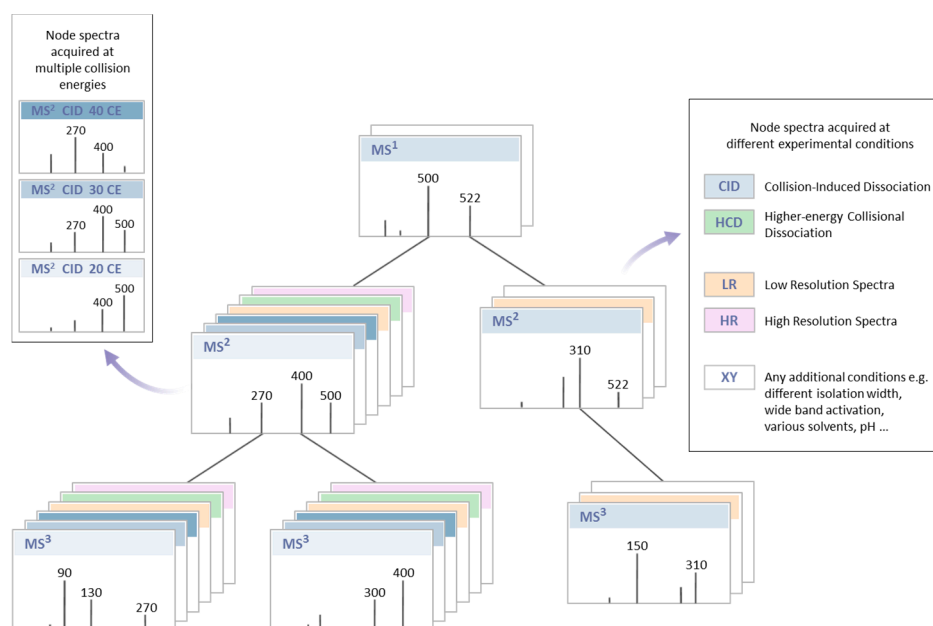 Node spectra
acquired at
multiple collision
energies
MS² CID 40 CE
270
400
MS² CID 30 CE
400
270
500
MS² CID 20 CE
500
400
MS¹
500
522
MS²
400
270
500
MS²
310
522
MS³
90
130
270
MS³
400
300
MS³
150
310
Node spectra acquired at
different experimental conditions
CID Collision-Induced Dissociation
HCD Higher-energy Collisional
Dissociation
LR Low Resolution Spectra
HR High Resolution Spectra
XY Any additional conditions e.g.
different isolation width,
wide band activation,
various solvents, pH ...